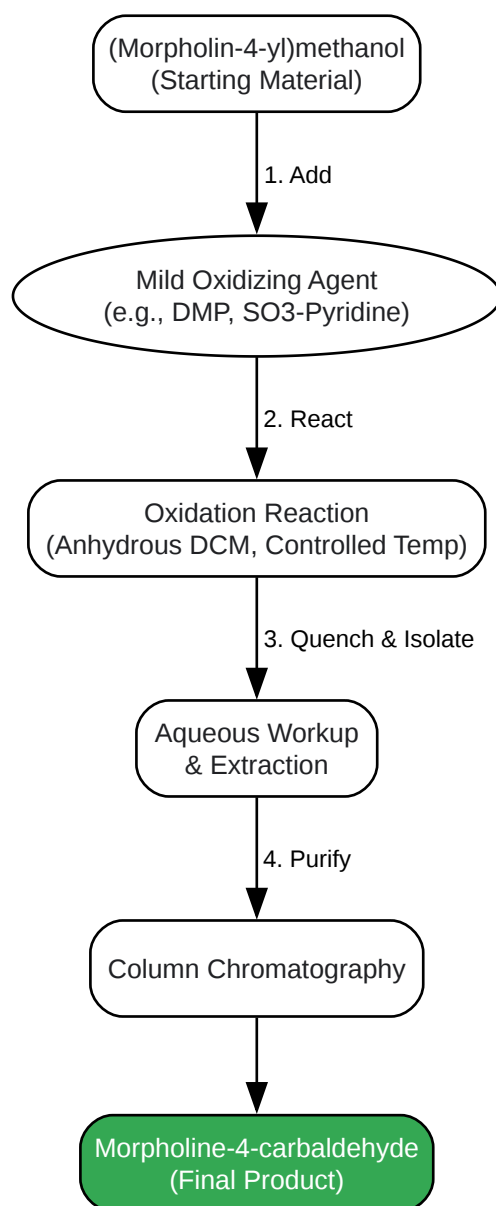 (Morpholin-4-yl)methanol
(Starting Material)
1. Add
Mild Oxidizing Agent
(e.g., DMP, SO3-Pyridine)
2. React
Oxidation Reaction
(Anhydrous DCM, Controlled Temp)
3. Quench & Isolate
Aqueous Workup
& Extraction
4. Purify
Column Chromatography
Morpholine-4-carbaldehyde
(Final Product)